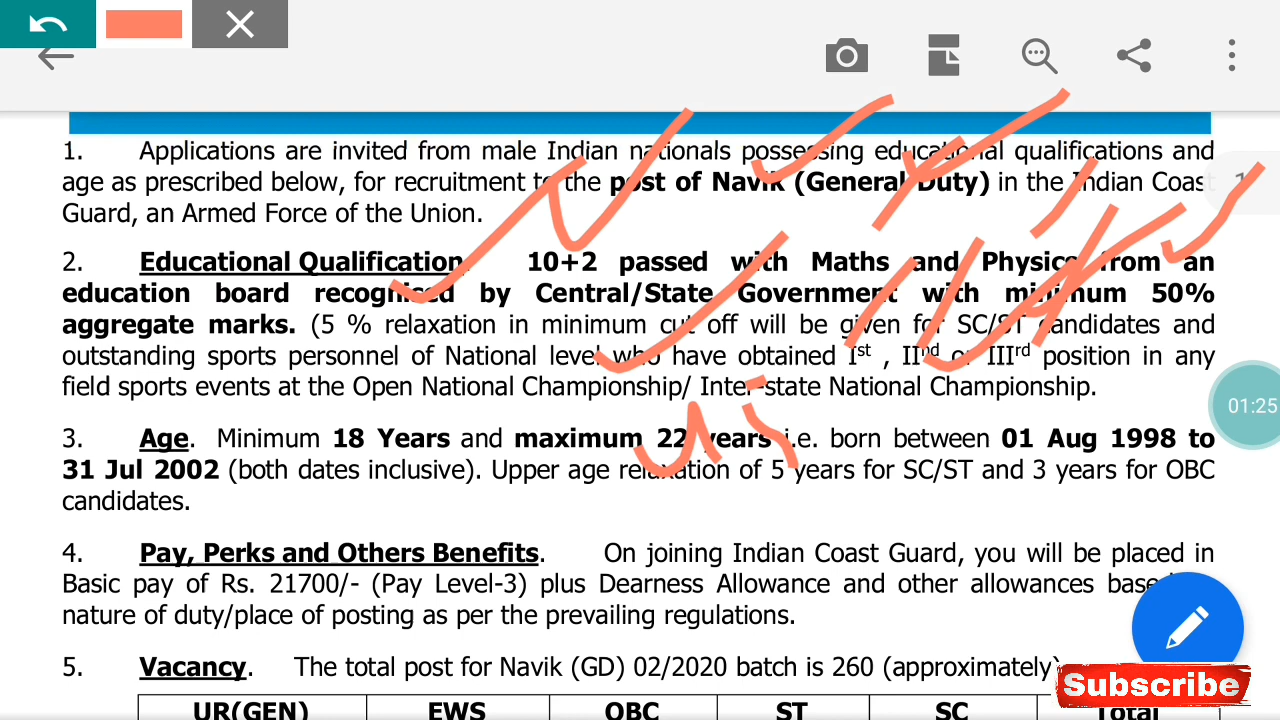 1. Applications are invited from male Indian nationals possessing educational qualifications and
age as prescribed below, for recruitment to the post of Navik (General Duty) in the Indian Coast
Guard, an Armed Force of the Union.
2. Educational Qualification. 10+2 passed with Maths and Physics from an
education board recognised by Central/State Government with minimum 50%
aggregate marks. (5 % relaxation in minimum cut off will be given for SC/ST candidates and
outstanding sports personnel of National level who have obtained Ist , IInd or IIIrd position in any
field sports events at the Open National Championship/ Inter-state National Championship.
01:25
3. Age. Minimum 18 Years and maximum 22 years i.e. born between 01 Aug 1998 to
31 Jul 2002 (both dates inclusive). Upper age relaxation of 5 years for SC/ST and 3 years for OBC
candidates.
4. Pay, Perks and Others Benefits. On joining Indian Coast Guard, you will be placed in
Basic pay of Rs. 21700/- (Pay Level-3) plus Dearness Allowance and other allowances based
nature of duty/place of posting as per the prevailing regulations.
5. Vacancy. The total post for Navik (GD) 02/2020 batch is 260 (approximately)
Subscribe
UR(GEN) EWS OBC ST SC Total